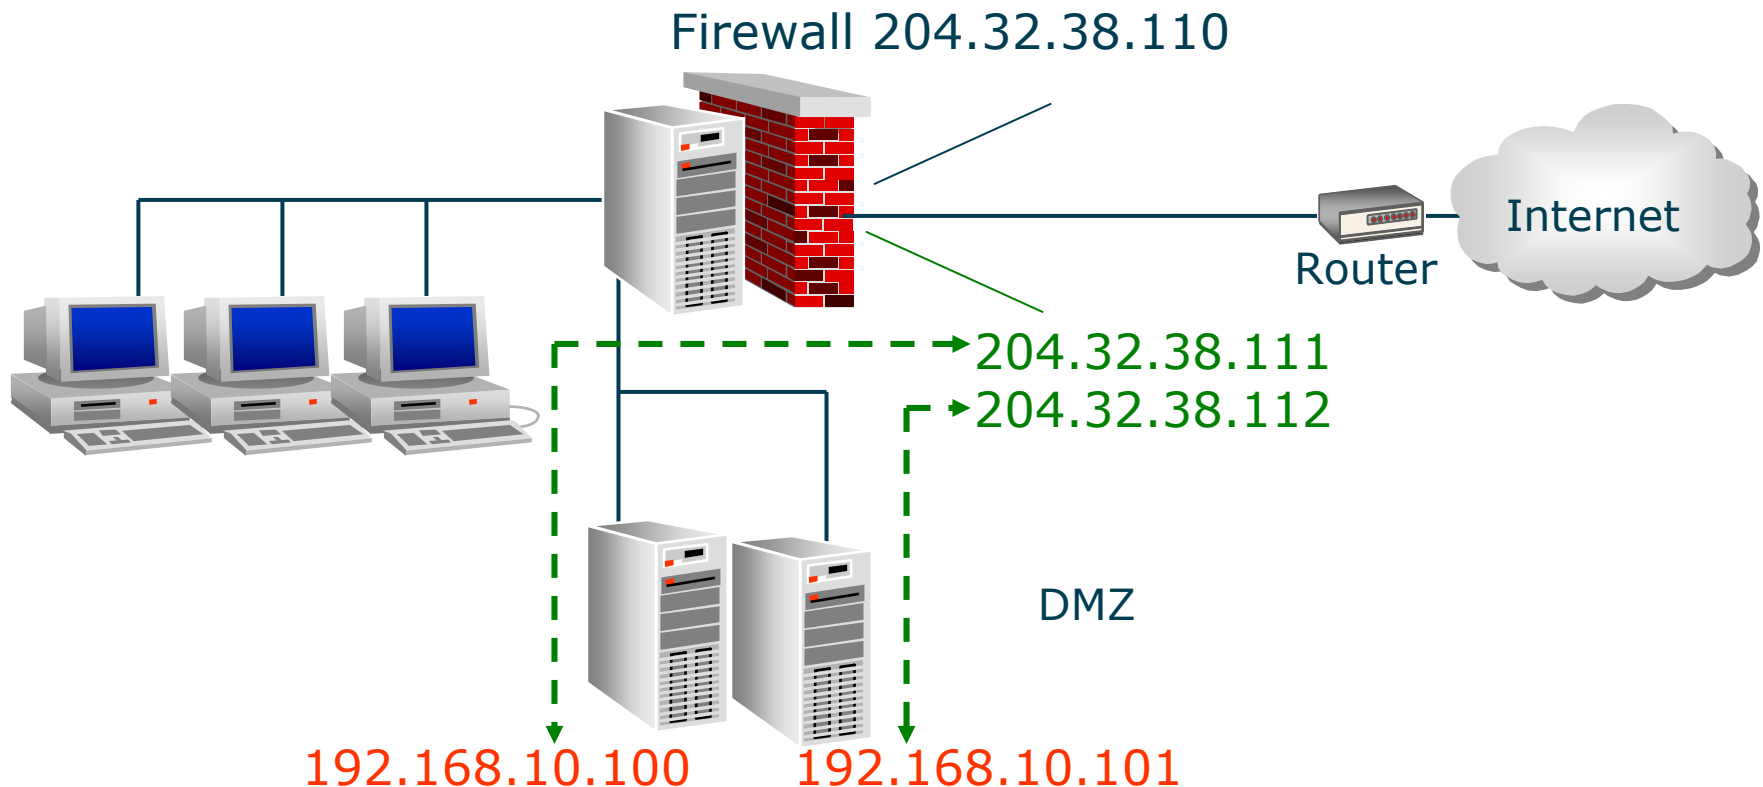 Firewall 204.32.38.110
Internet
Router
204.32.38.111
204.32.38.112
DMZ
192.168.10.100
192.168.10.101